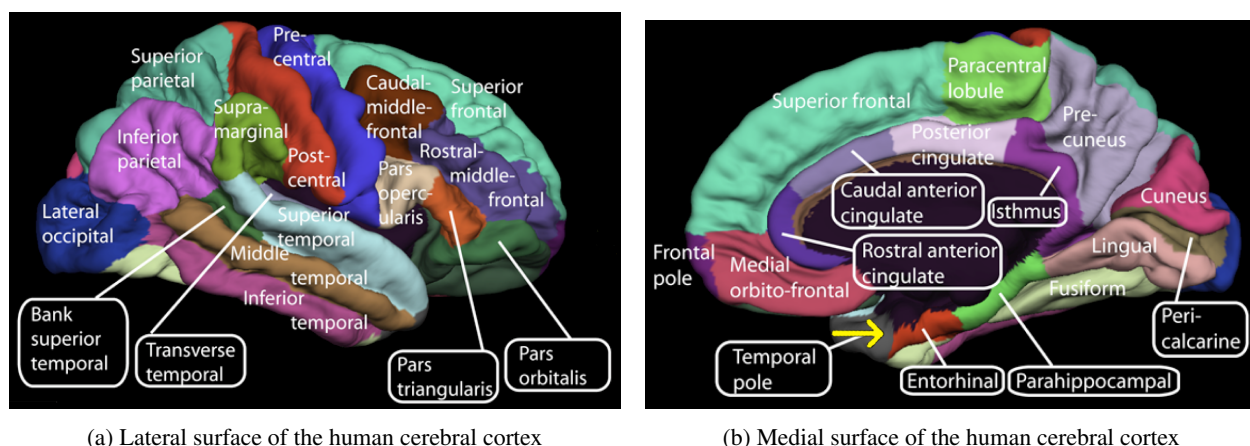 Superior
parietal
Pre-
central
Caudal-
middle-
frontal
Superior
frontal
Supra-
marginal
Inferior
parietal
Post-
central
Pars
operc-
ularis
Rostral-
middle-
frontal
Lateral
occipital
Superior
temporal
Middle
temporal
Inferior
temporal
Bank
superior
temporal
Transverse
temporal
Pars
triangularis
Pars
orbitalis
(a) Lateral surface of the human cerebral cortex
Superior frontal
Paracentral
lobule
Pre-
cuneus
Posterior
cingulate
Caudal anterior
cingulate
Isthmus
Cuneus
Rostral anterior
cingulate
Lingual
Frontal
pole
Medial
orbito-frontal
Fusiform
Peri-
calcarine
Temporal
pole
Entorhinal
Parahippocampal
(b) Medial surface of the human cerebral cortex